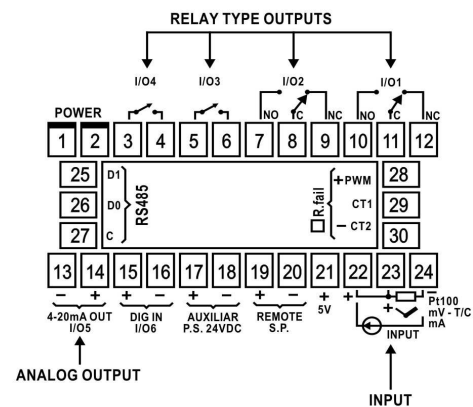 RELAY TYPE OUTPUTS
I/O4 I/O3 I/O2 I/O1
POWER
NO C NC NO C NC
1 2 3 4 5 6 7 8 9 10 11 12
25 D1 + PWM 28
26 D0 RS485 R.fail CT1 29
27 C − CT2 30
13 14 15 16 17 18 19 20 21 22 23 24
− + + − + − + − + + −
4-20mA OUT DIG IN AUXILIAR REMOTE 5V + Pt100
I/O5 I/O6 P.S. 24VDC S.P. mV - T/C
INPUT mA
ANALOG OUTPUT
INPUT